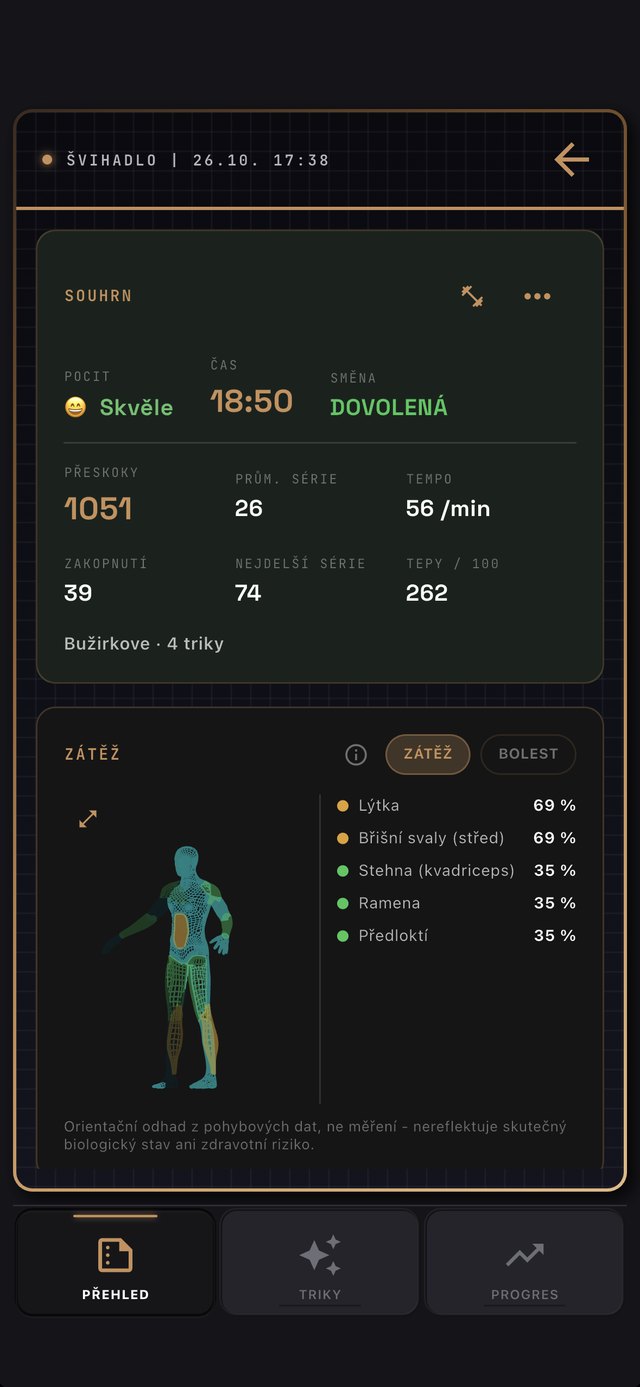 ŠVIHADLO | 26.10. 17:38
SOUHRN
POCIT
😄 Skvěle
ČAS
18:50
SMĚNA
DOVOLENÁ
PŘESKOKY
1051
PRŮM. SÉRIE
26
TEMPO
56 /min
ZAKOPNUTÍ
39
NEJDELŠÍ SÉRIE
74
TEPY / 100
262
Bužirkove · 4 triky
ZÁTĚŽ
ZÁTĚŽ
BOLEST
Lýtka 69 %
Břišní svaly (střed) 69 %
Stehna (kvadriceps) 35 %
Ramena 35 %
Předloktí 35 %
Orientační odhad z pohybových dat, ne měření - nereflektuje skutečný
biologický stav ani zdravotní riziko.
PŘEHLED
TRIKY
PROGRES